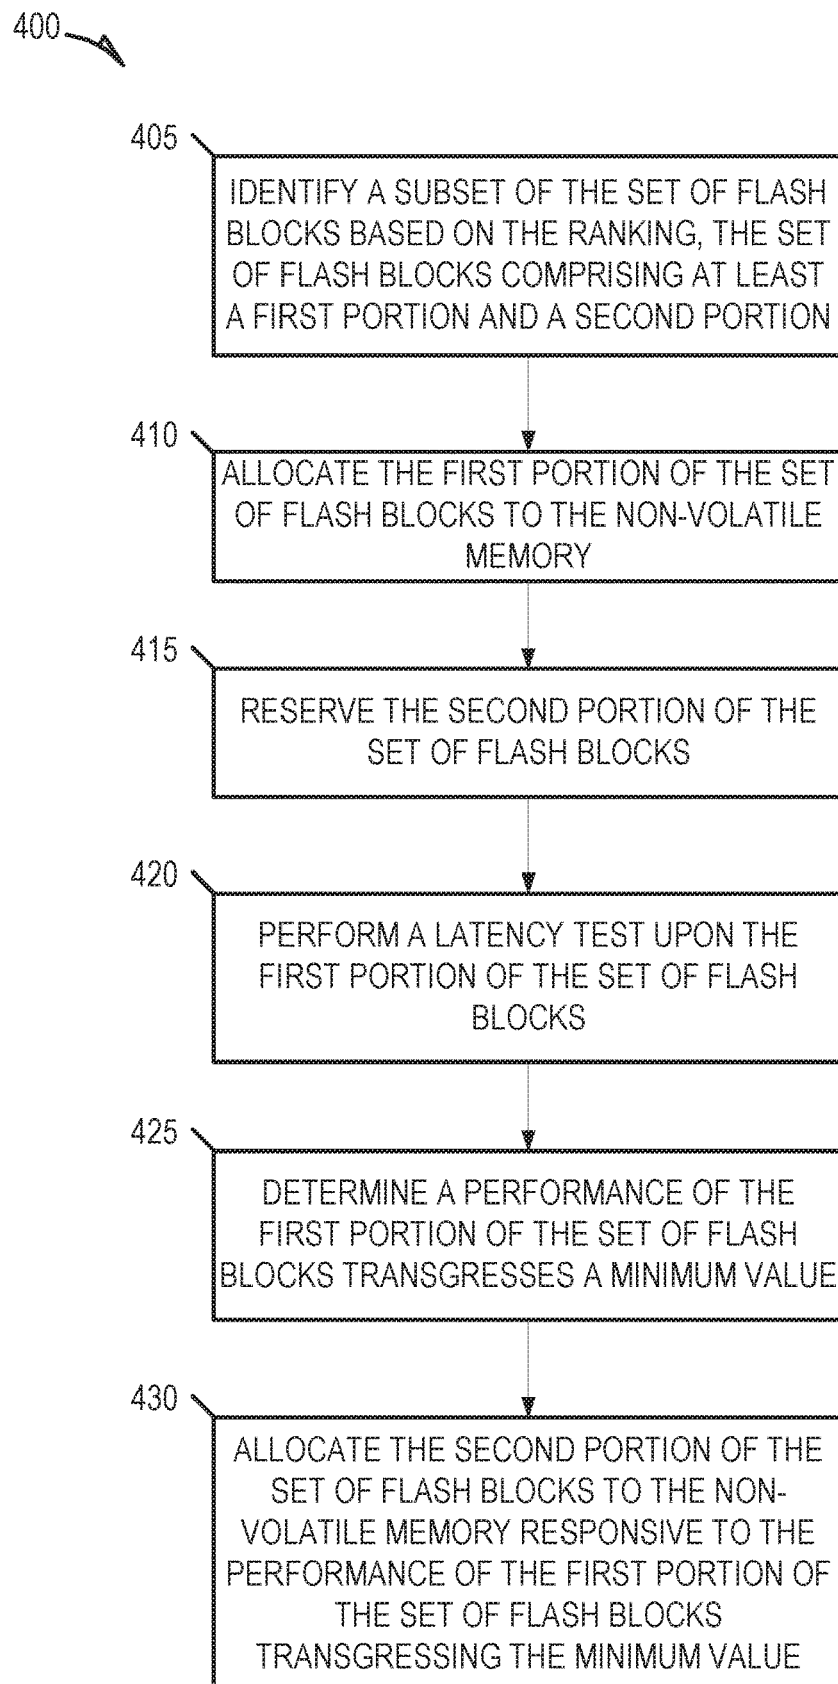 400
405
IDENTIFY A SUBSET OF THE SET OF FLASH
BLOCKS BASED ON THE RANKING, THE SET
OF FLASH BLOCKS COMPRISING AT LEAST
A FIRST PORTION AND A SECOND PORTION
410
ALLOCATE THE FIRST PORTION OF THE SET
OF FLASH BLOCKS TO THE NON-VOLATILE
MEMORY
415
RESERVE THE SECOND PORTION OF THE
SET OF FLASH BLOCKS
420
PERFORM A LATENCY TEST UPON THE
FIRST PORTION OF THE SET OF FLASH
BLOCKS
425
DETERMINE A PERFORMANCE OF THE
FIRST PORTION OF THE SET OF FLASH
BLOCKS TRANSGRESSES A MINIMUM VALUE
430
ALLOCATE THE SECOND PORTION OF THE
SET OF FLASH BLOCKS TO THE NON-
VOLATILE MEMORY RESPONSIVE TO THE
PERFORMANCE OF THE FIRST PORTION OF
THE SET OF FLASH BLOCKS
TRANSGRESSING THE MINIMUM VALUE